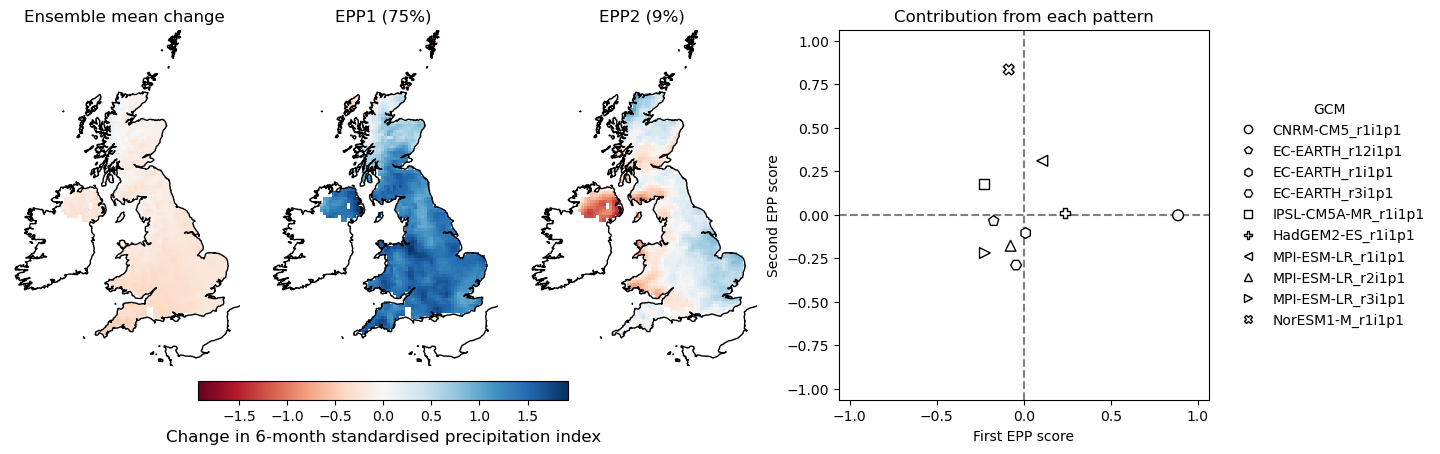 Ensemble mean change
EPP1 (75%)
EPP2 (9%)
Contribution from each pattern
−1.5 −1.0 −0.5 0.0 0.5 1.0 1.5
Change in 6-month standardised precipitation index
Second EPP score
1.00
0.75
0.50
0.25
0.00
−0.25
−0.50
−0.75
−1.00
−1.0 −0.5 0.0 0.5 1.0
First EPP score
GCM
CNRM-CM5_r1i1p1
EC-EARTH_r12i1p1
EC-EARTH_r1i1p1
EC-EARTH_r3i1p1
IPSL-CM5A-MR_r1i1p1
HadGEM2-ES_r1i1p1
MPI-ESM-LR_r1i1p1
MPI-ESM-LR_r2i1p1
MPI-ESM-LR_r3i1p1
NorESM1-M_r1i1p1